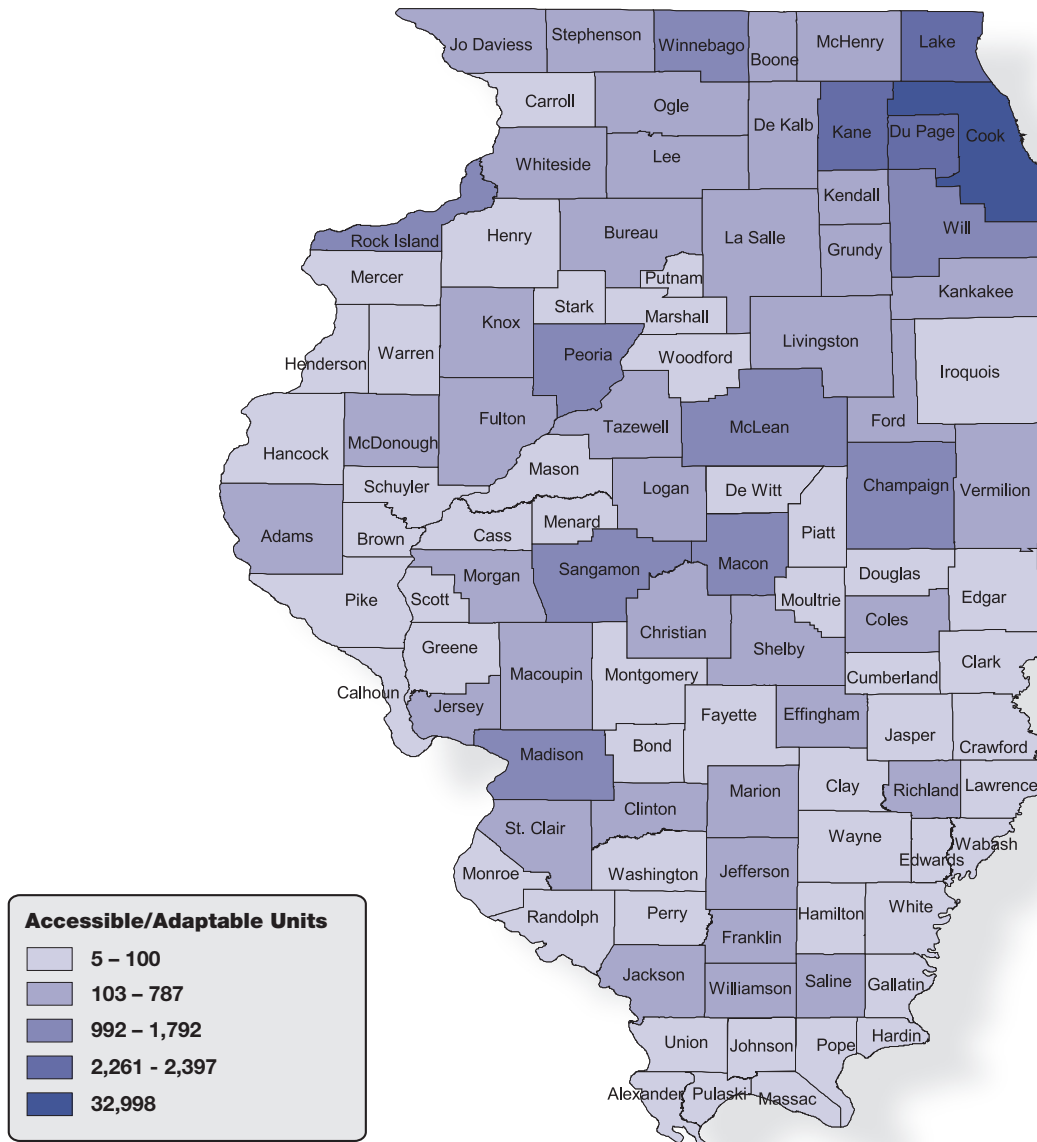 Jo Daviess
Stephenson
Winnebago
Boone
McHenry
Lake
Carroll
Ogle
De Kalb
Kane
Du Page
Cook
Whiteside
Lee
Kendall
Will
Rock Island
Henry
Bureau
La Salle
Grundy
Mercer
Putnam
Kankakee
Stark
Marshall
Knox
Peoria
Woodford
Livingston
Henderson
Warren
Iroquois
Fulton
Tazewell
McLean
Ford
Hancock
McDonough
Mason
Schuyler
Logan
De Witt
Champaign
Vermilion
Adams
Brown
Cass
Menard
Piatt
Macon
Sangamon
Morgan
Douglas
Pike
Scott
Moultrie
Edgar
Christian
Coles
Greene
Shelby
Macoupin
Montgomery
Cumberland
Clark
Calhoun
Jersey
Fayette
Effingham
Jasper
Crawford
Madison
Bond
Clay
Richland
Lawrence
Marion
Clinton
St. Clair
Wayne
Edwards
Wabash
Monroe
Washington
Jefferson
Randolph
Perry
Hamilton
White
Franklin
Jackson
Williamson
Saline
Gallatin
Union
Johnson
Pope
Hardin
Alexander
Pulaski
Massac
Accessible/Adaptable Units
5 – 100
103 – 787
992 – 1,792
2,261 - 2,397
32,998